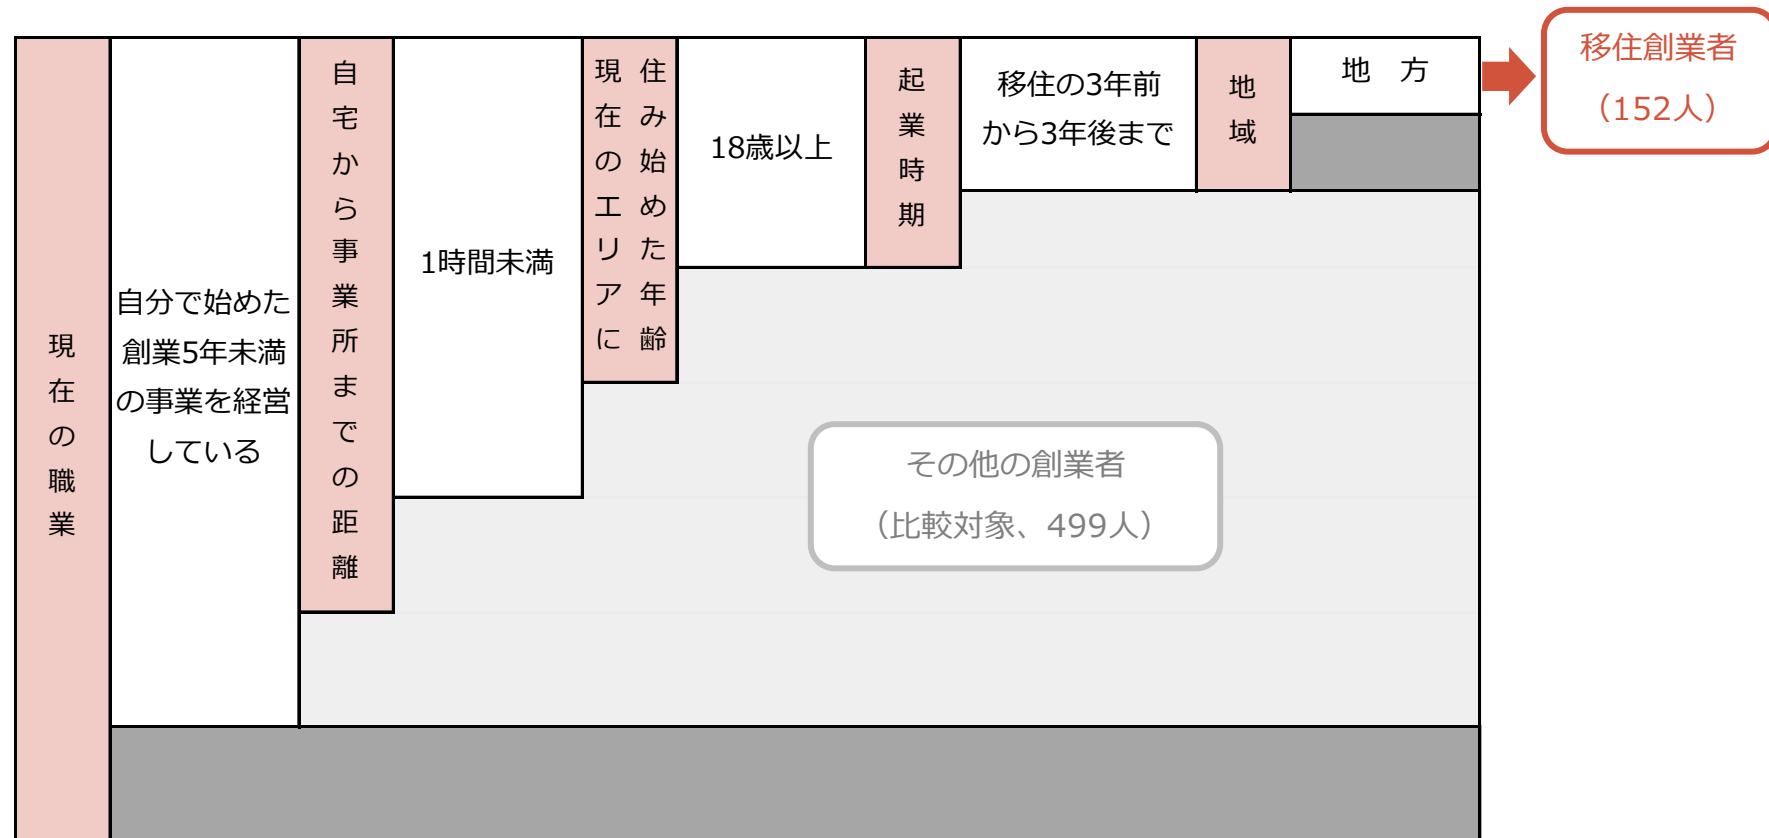 現在の職業
自分で始めた
創業5年未満
の事業を経営
している
自宅から事業所までの距離
1時間未満
住み始めた年齢
現在のエリアに
18歳以上
起業時期
移住の3年前
から3年後まで
地域
地　方
移住創業者
（152人）
その他の創業者
（比較対象、499人）